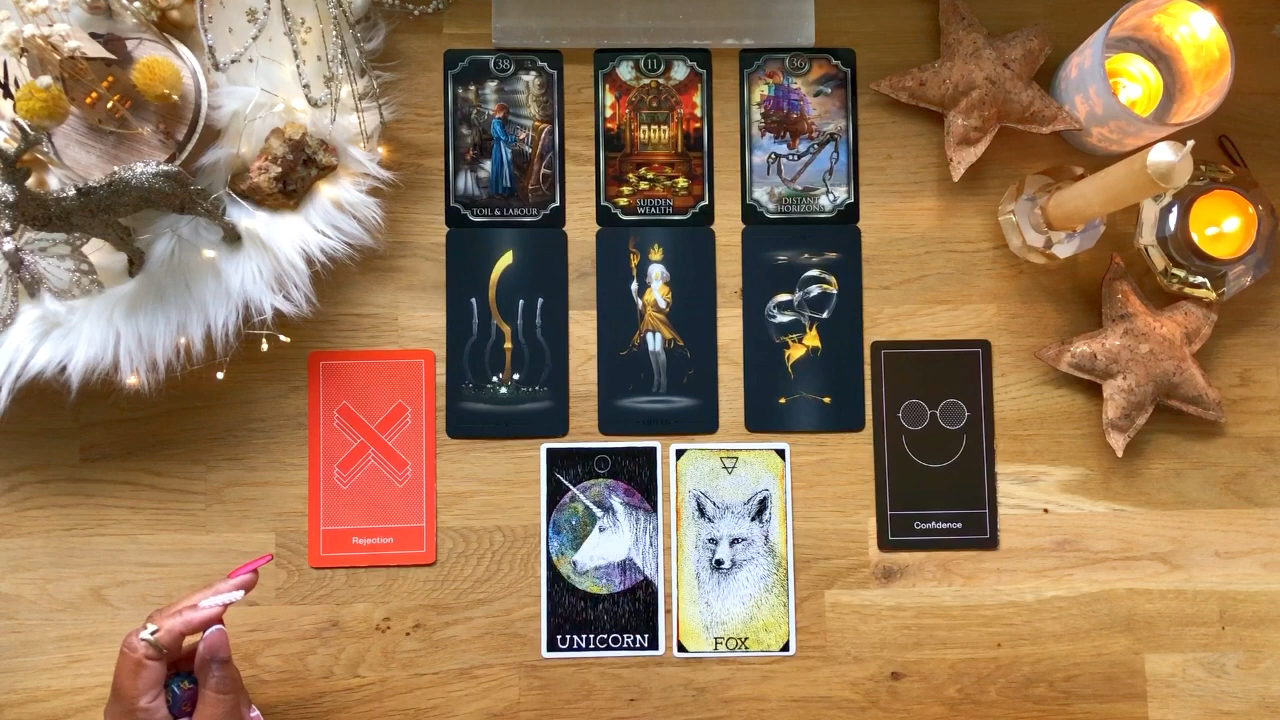 38
TOIL & LABOUR
11
SUDDEN
WEALTH
36
DISTANT
HORIZONS
Rejection
Confidence
UNICORN
FOX